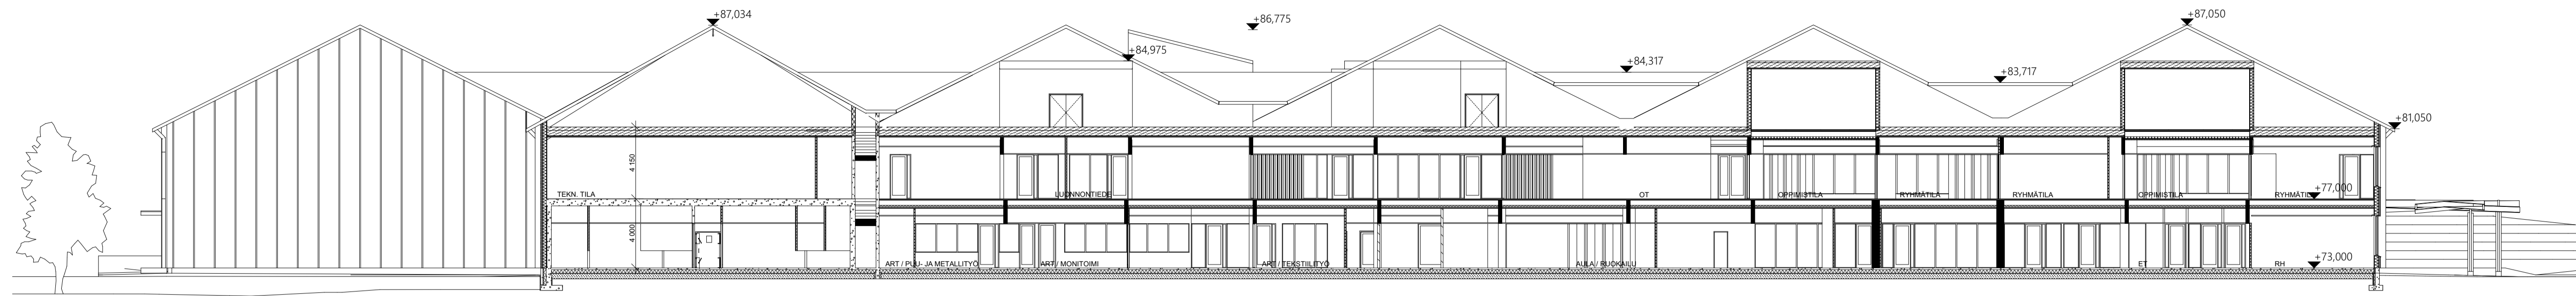 +87,034
+86,775
+87,050
+84,975
+84,317
+83,717
+81,050
4 150
TEKN. TILA
LUONNONTIEDE
OT
OPPIMISTILA
RYHMÄTILA
RYHMÄTILA
OPPIMISTILA
RYHMÄTILA
+77,000
4 000
ART / PUU- JA METALLITYÖ
ART / MONITOIMI
ART / TEKSTIILITYÖ
AULA / RUOKAILU
ET
RH
+73,000